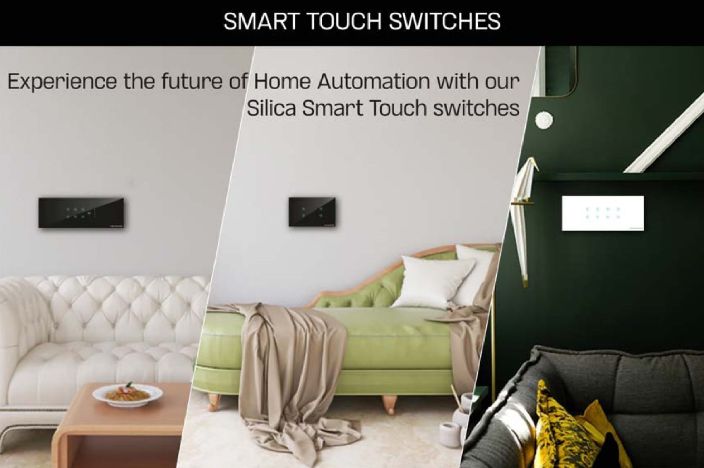 SMART TOUCH SWITCHES
Experience the future of Home Automation with our
Silica Smart Touch switches